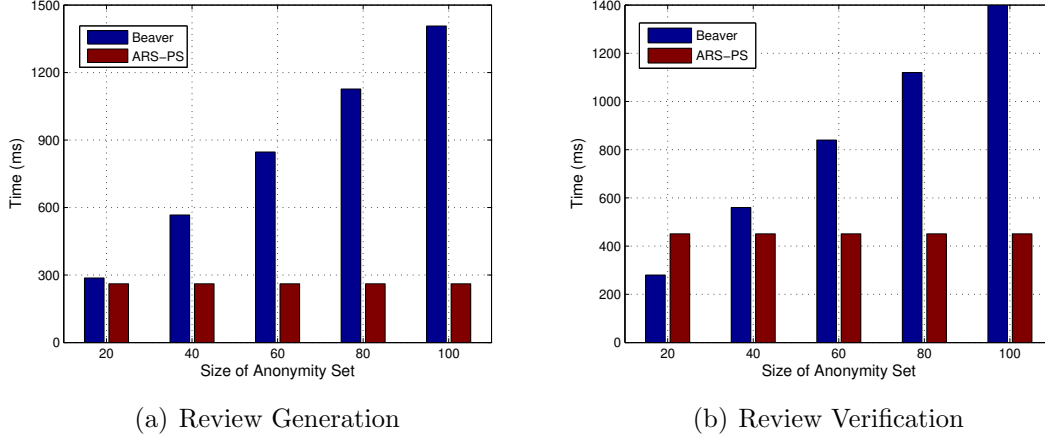 1500
1200
900
600
300
0
Time (ms)
Beaver
ARS-PS
20 40 60 80 100
Size of Anonymity Set
(a) Review Generation
1400
1200
1000
800
600
400
200
0
Time (ms)
Beaver
ARS-PS
20 40 60 80 100
Size of Anonymity Set
(b) Review Verification